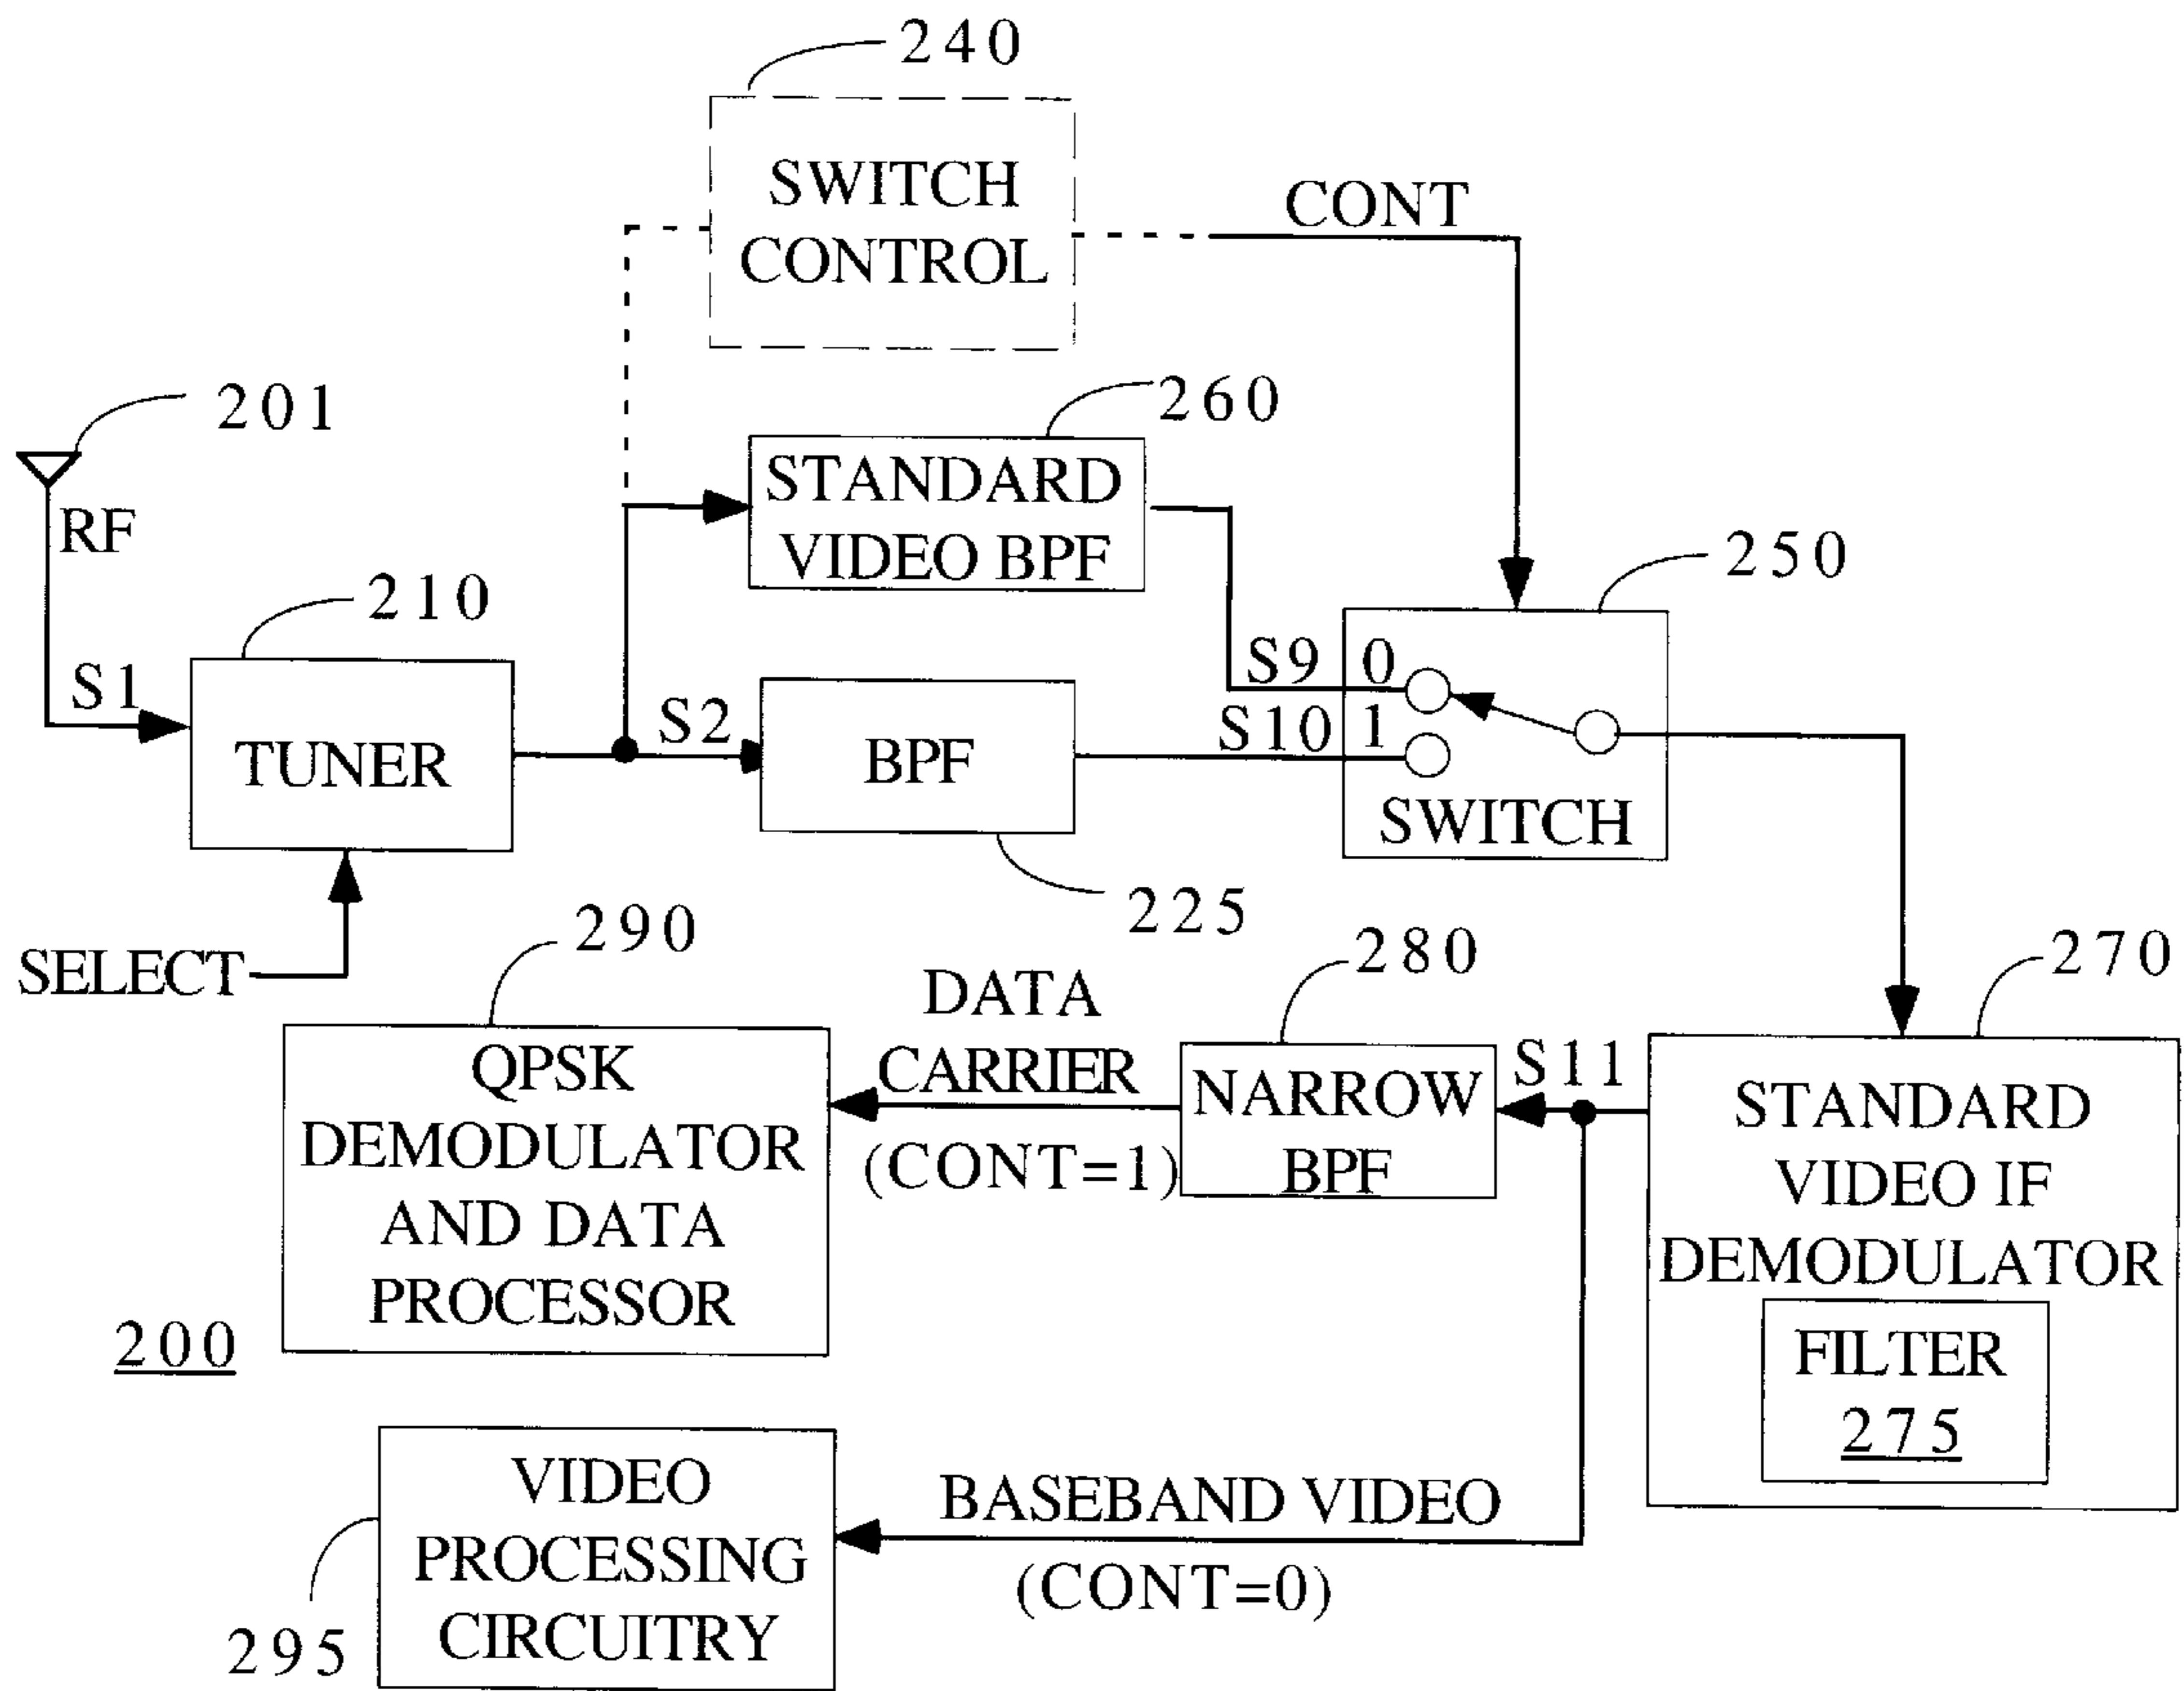 240
SWITCH
CONTROL
CONT
201
RF
260
STANDARD
VIDEO BPF
250
210
S1
TUNER
S2
BPF
S9 0
S10 1
SWITCH
225
SELECT
290
280
270
DATA
CARRIER
(CONT=1)
QPSK
DEMODULATOR
AND DATA
PROCESSOR
NARROW
BPF
S11
STANDARD
VIDEO IF
DEMODULATOR
FILTER
275
200
VIDEO
PROCESSING
CIRCUITRY
BASEBAND VIDEO
(CONT=0)
295